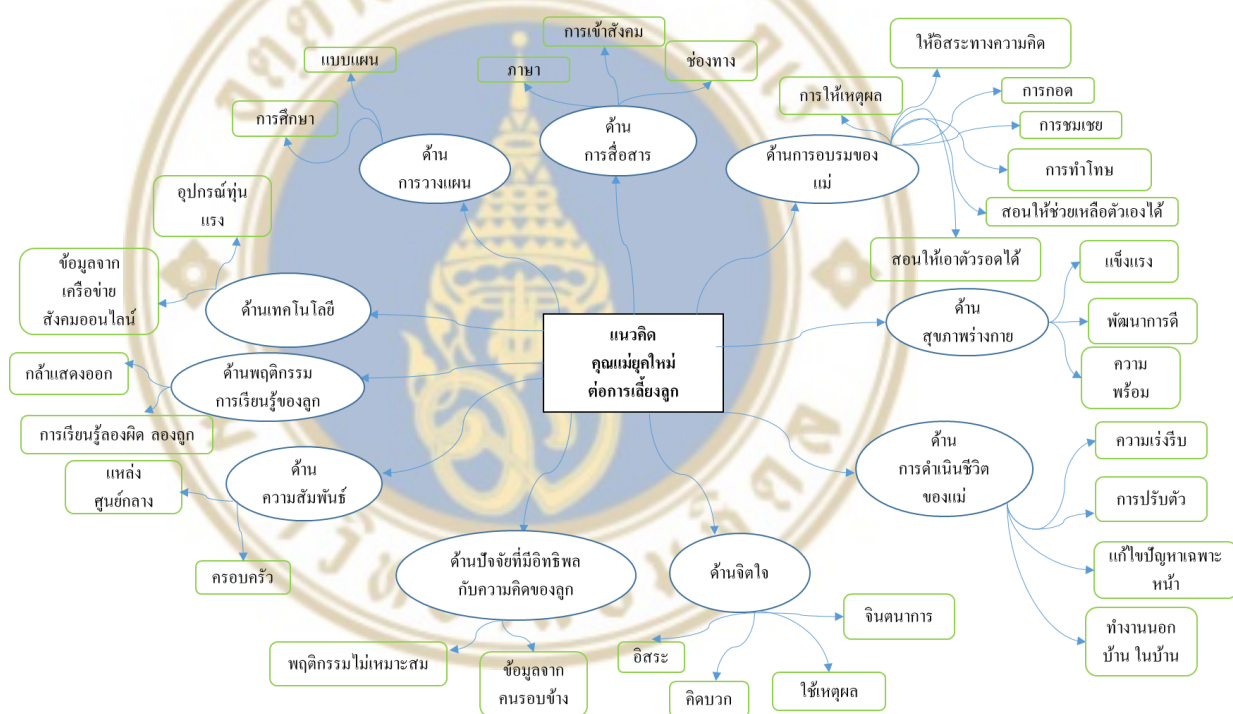 การเข้าสังคม
ภาษา
ช่องทาง
ด้าน
การสื่อสาร
แบบแผน
การศึกษา
ด้าน
การวางแผน
ให้อิสระทางความคิด
การให้เหตุผล
การกอด
การชมเชย
การทำโทษ
สอนให้ช่วยเหลือตัวเองได้
สอนให้เอาตัวรอดได้
ด้านการอบรมของ
แม่
อุปกรณ์ทุ่น
แรง
ข้อมูลจาก
เครือข่าย
สังคมออนไลน์
ด้านเทคโนโลยี
แนวคิด
คุณแม่ยุคใหม่
ต่อการเลี้ยงลูก
ด้าน
สุขภาพร่างกาย
แข็งแรง
พัฒนาการดี
ความ
พร้อม
กล้าแสดงออก
การเรียนรู้ลองผิด ลองถูก
ด้านพฤติกรรม
การเรียนรู้ของลูก
แหล่ง
ศูนย์กลาง
ครอบครัว
ด้าน
ความสัมพันธ์
ด้าน
การดำเนินชีวิต
ของแม่
ความเร่งรีบ
การปรับตัว
แก้ไขปัญหาเฉพาะ
หน้า
ทำงานนอก
บ้าน ในบ้าน
ด้านปัจจัยที่มีอิทธิพล
กับความคิดของลูก
พฤติกรรมไม่เหมาะสม
ข้อมูลจาก
คนรอบข้าง
ด้านจิตใจ
อิสระ
คิดบวก
ใช้เหตุผล
จินตนาการ